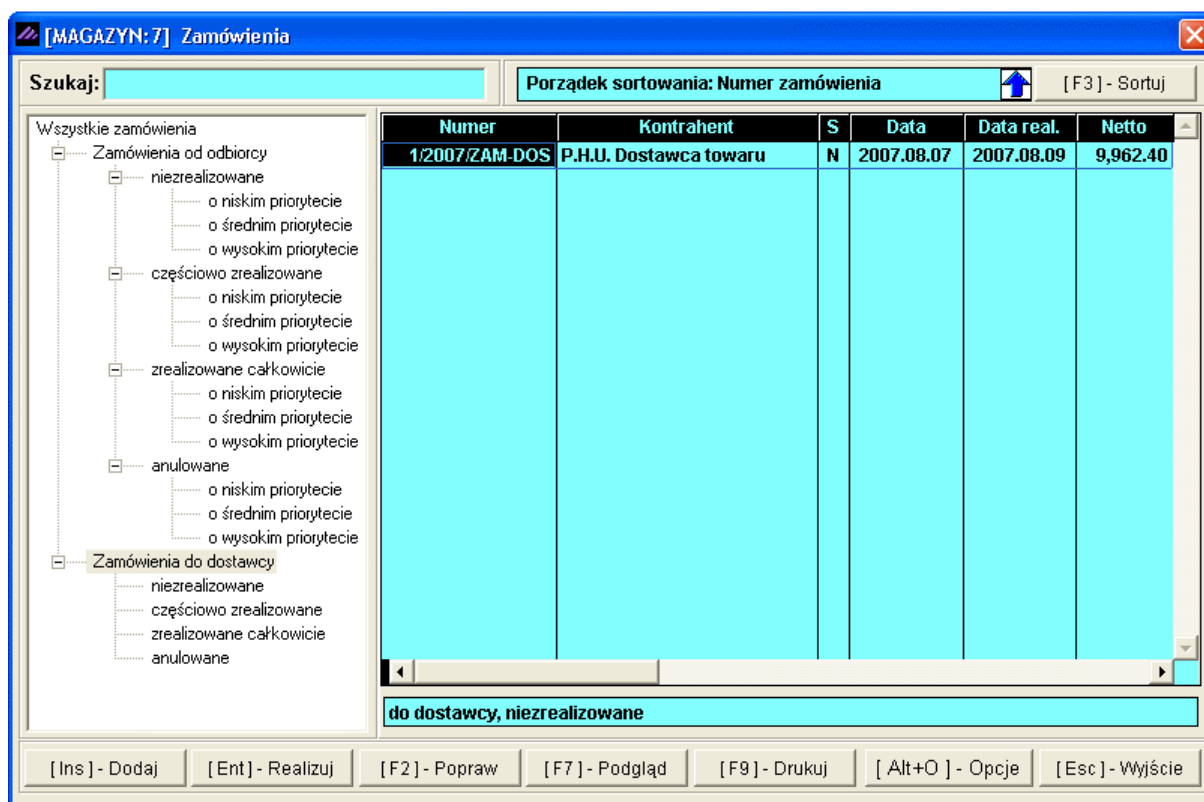 [MAGAZYN: 7] Zamówienia
Szukaj:
Porządek sortowania: Numer zamówienia
[ F3 ] - Sortuj
Wszystkie zamówienia
Zamówienia od odbiorcy
niezrealizowane
o niskim priorytecie
o średnim priorytecie
o wysokim priorytecie
częściowo zrealizowane
o niskim priorytecie
o średnim priorytecie
o wysokim priorytecie
zrealizowane całkowicie
o niskim priorytecie
o średnim priorytecie
o wysokim priorytecie
anulowane
o niskim priorytecie
o średnim priorytecie
o wysokim priorytecie
Zamówienia do dostawcy
niezrealizowane
częściowo zrealizowane
zrealizowane całkowicie
anulowane
Numer Kontrahent S Data Data real. Netto
1/2007/ZAM-DOS P.H.U. Dostawca towaru N 2007.08.07 2007.08.09 9,962.40
do dostawcy, niezrealizowane
[ Ins ] - Dodaj [ Ent ] - Realizuj [ F2 ] - Popraw [ F7 ] - Podgląd [ F9 ] - Drukuj [ Alt+O ] - Opcje [ Esc ] - Wyjście